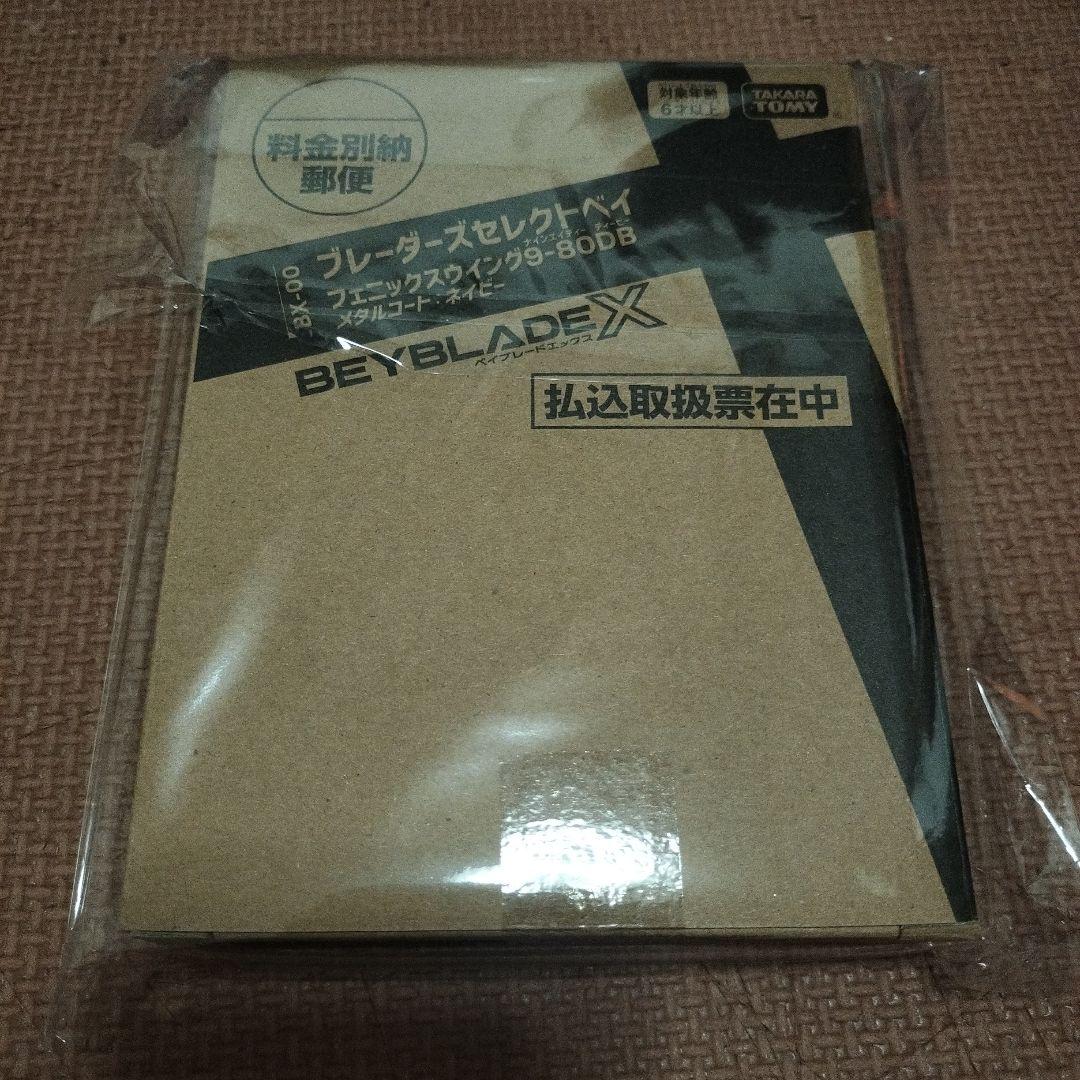 料金別納
郵便
対象年齢
6才以上
TAKARA
TOMY
BX-00
ブレーダーズセレクトベイ
ナインエイティー ディービー
フェニックスウイング9-80DB
メタルコート・ネイビー
BEYBLADE X
ベイブレードエックス
払込取扱票在中